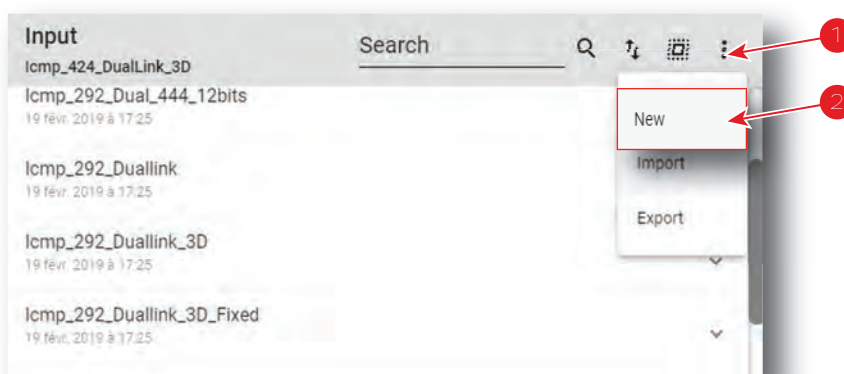 Input
Icmp_424_DualLink_3D
Search
1
Icmp_292_Dual_444_12bits
19 févr. 2019 à 17:25
New
2
Icmp_292_Duallink
19 févr. 2019 à 17:25
Import
Export
Icmp_292_Duallink_3D
19 févr. 2019 à 17:25
Icmp_292_Duallink_3D_Fixed
19 févr. 2019 à 17:25